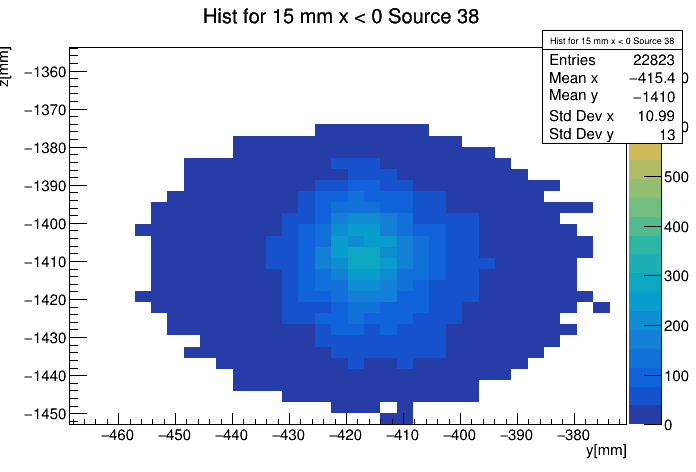 Hist for 15 mm x < 0 Source 38
z[mm]
Hist for 15 mm x < 0 Source 38
Entries 22823
Mean x −415.4
Mean y −1410
Std Dev x 10.99
Std Dev y 13
−1360
−1370
−1380
−1390
−1400
−1410
−1420
−1430
−1440
−1450
−460 −450 −440 −430 −420 −410 −400 −390 −380
y[mm]
500
400
300
200
100
0